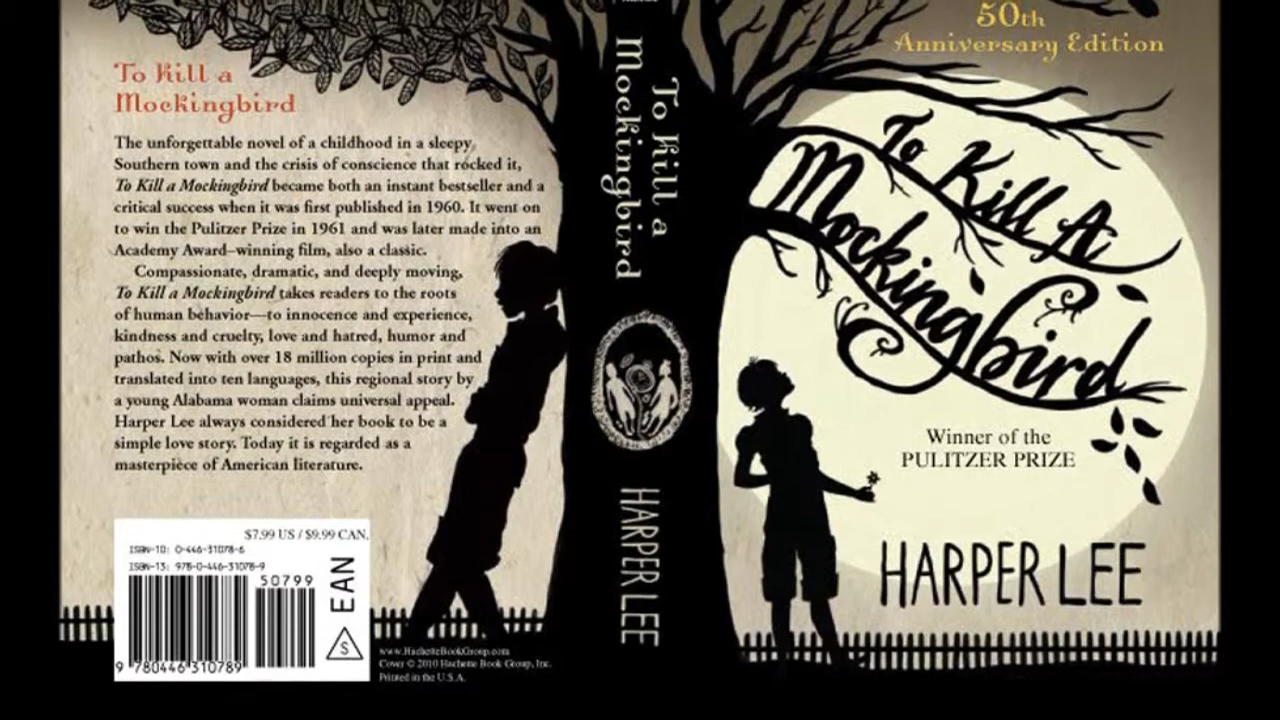 To Kill a
Mockingbird
The unforgettable novel of a childhood in a sleepy
Southern town and the crisis of conscience that rocked it,
To Kill a Mockingbird became both an instant bestseller and a
critical success when it was first published in 1960. It went on
to win the Pulitzer Prize in 1961 and was later made into an
Academy Award–winning film, also a classic.
Compassionate, dramatic, and deeply moving,
To Kill a Mockingbird takes readers to the roots
of human behavior—to innocence and experience,
kindness and cruelty, love and hatred, humor and
pathos. Now with over 18 million copies in print and
translated into ten languages, this regional story by
a young Alabama woman claims universal appeal.
Harper Lee always considered her book to be a
simple love story. Today it is regarded as a
masterpiece of American literature.
$7.99 US / $9.99 CAN.
ISBN-10: 0-446-31078-6
ISBN-13: 978-0-446-31078-9
50799
EAN
S
9 780446 310789
www.HachetteBookGroup.com
Cover © 2010 Hachette Book Group, Inc.
Printed in the U.S.A.
To Kill a
Mockingbird
HARPER LEE
50th
Anniversary Edition
To Kill A
Mockingbird
Winner of the
PULITZER PRIZE
HARPER LEE